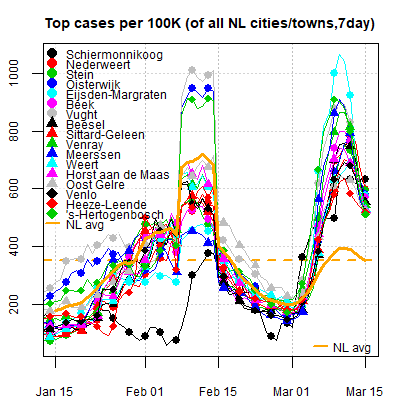 Top cases per 100K (of all NL cities/towns,7day)
1.000
800
600
400
200
Schiermonnikoog
Nederweert
Stein
Oisterwijk
Eijsden-Margraten
Beek
Vught
Beesel
Sittard-Geleen
Venray
Meerssen
Weert
Horst aan de Maas
Oost Gelre
Venlo
Heeze-Leende
's-Hertogenbosch
NL avg
NL avg
Jan 15
Feb 01
Feb 15
Mar 01
Mar 15